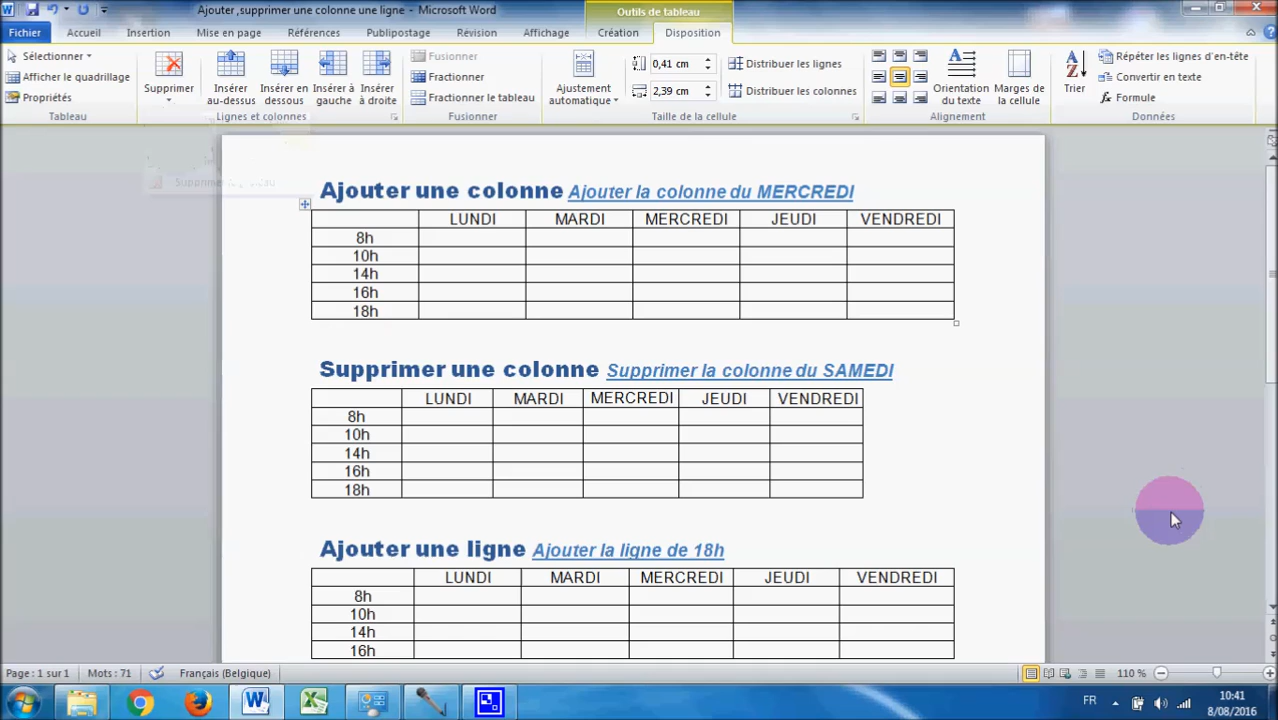 Ajouter ,supprimer une colonne une ligne - Microsoft Word
Outils de tableau
Fichier Accueil Insertion Mise en page Références Publipostage Révision Affichage Création Disposition
Sélectionner
Afficher le quadrillage
Propriétés
Tableau
Supprimer
Insérer au-dessus
Insérer en dessous
Insérer à gauche
Insérer à droite
Lignes et colonnes
Fusionner
Fractionner
Fractionner le tableau
Fusionner
Ajustement automatique
0,41 cm
2,39 cm
Distribuer les lignes
Distribuer les colonnes
Taille de la cellule
Orientation du texte
Marges de la cellule
Alignement
Trier
Répéter les lignes d'en-tête
Convertir en texte
Formule
Données
Ajouter une colonne Ajouter la colonne du MERCREDI
LUNDI MARDI MERCREDI JEUDI VENDREDI
8h
10h
14h
16h
18h
Supprimer une colonne Supprimer la colonne du SAMEDI
LUNDI MARDI MERCREDI JEUDI VENDREDI
8h
10h
14h
16h
18h
Ajouter une ligne Ajouter la ligne de 18h
LUNDI MARDI MERCREDI JEUDI VENDREDI
8h
10h
14h
16h
Page : 1 sur 1 Mots : 71 Français (Belgique) 110 %
FR 10:41
8/08/2016